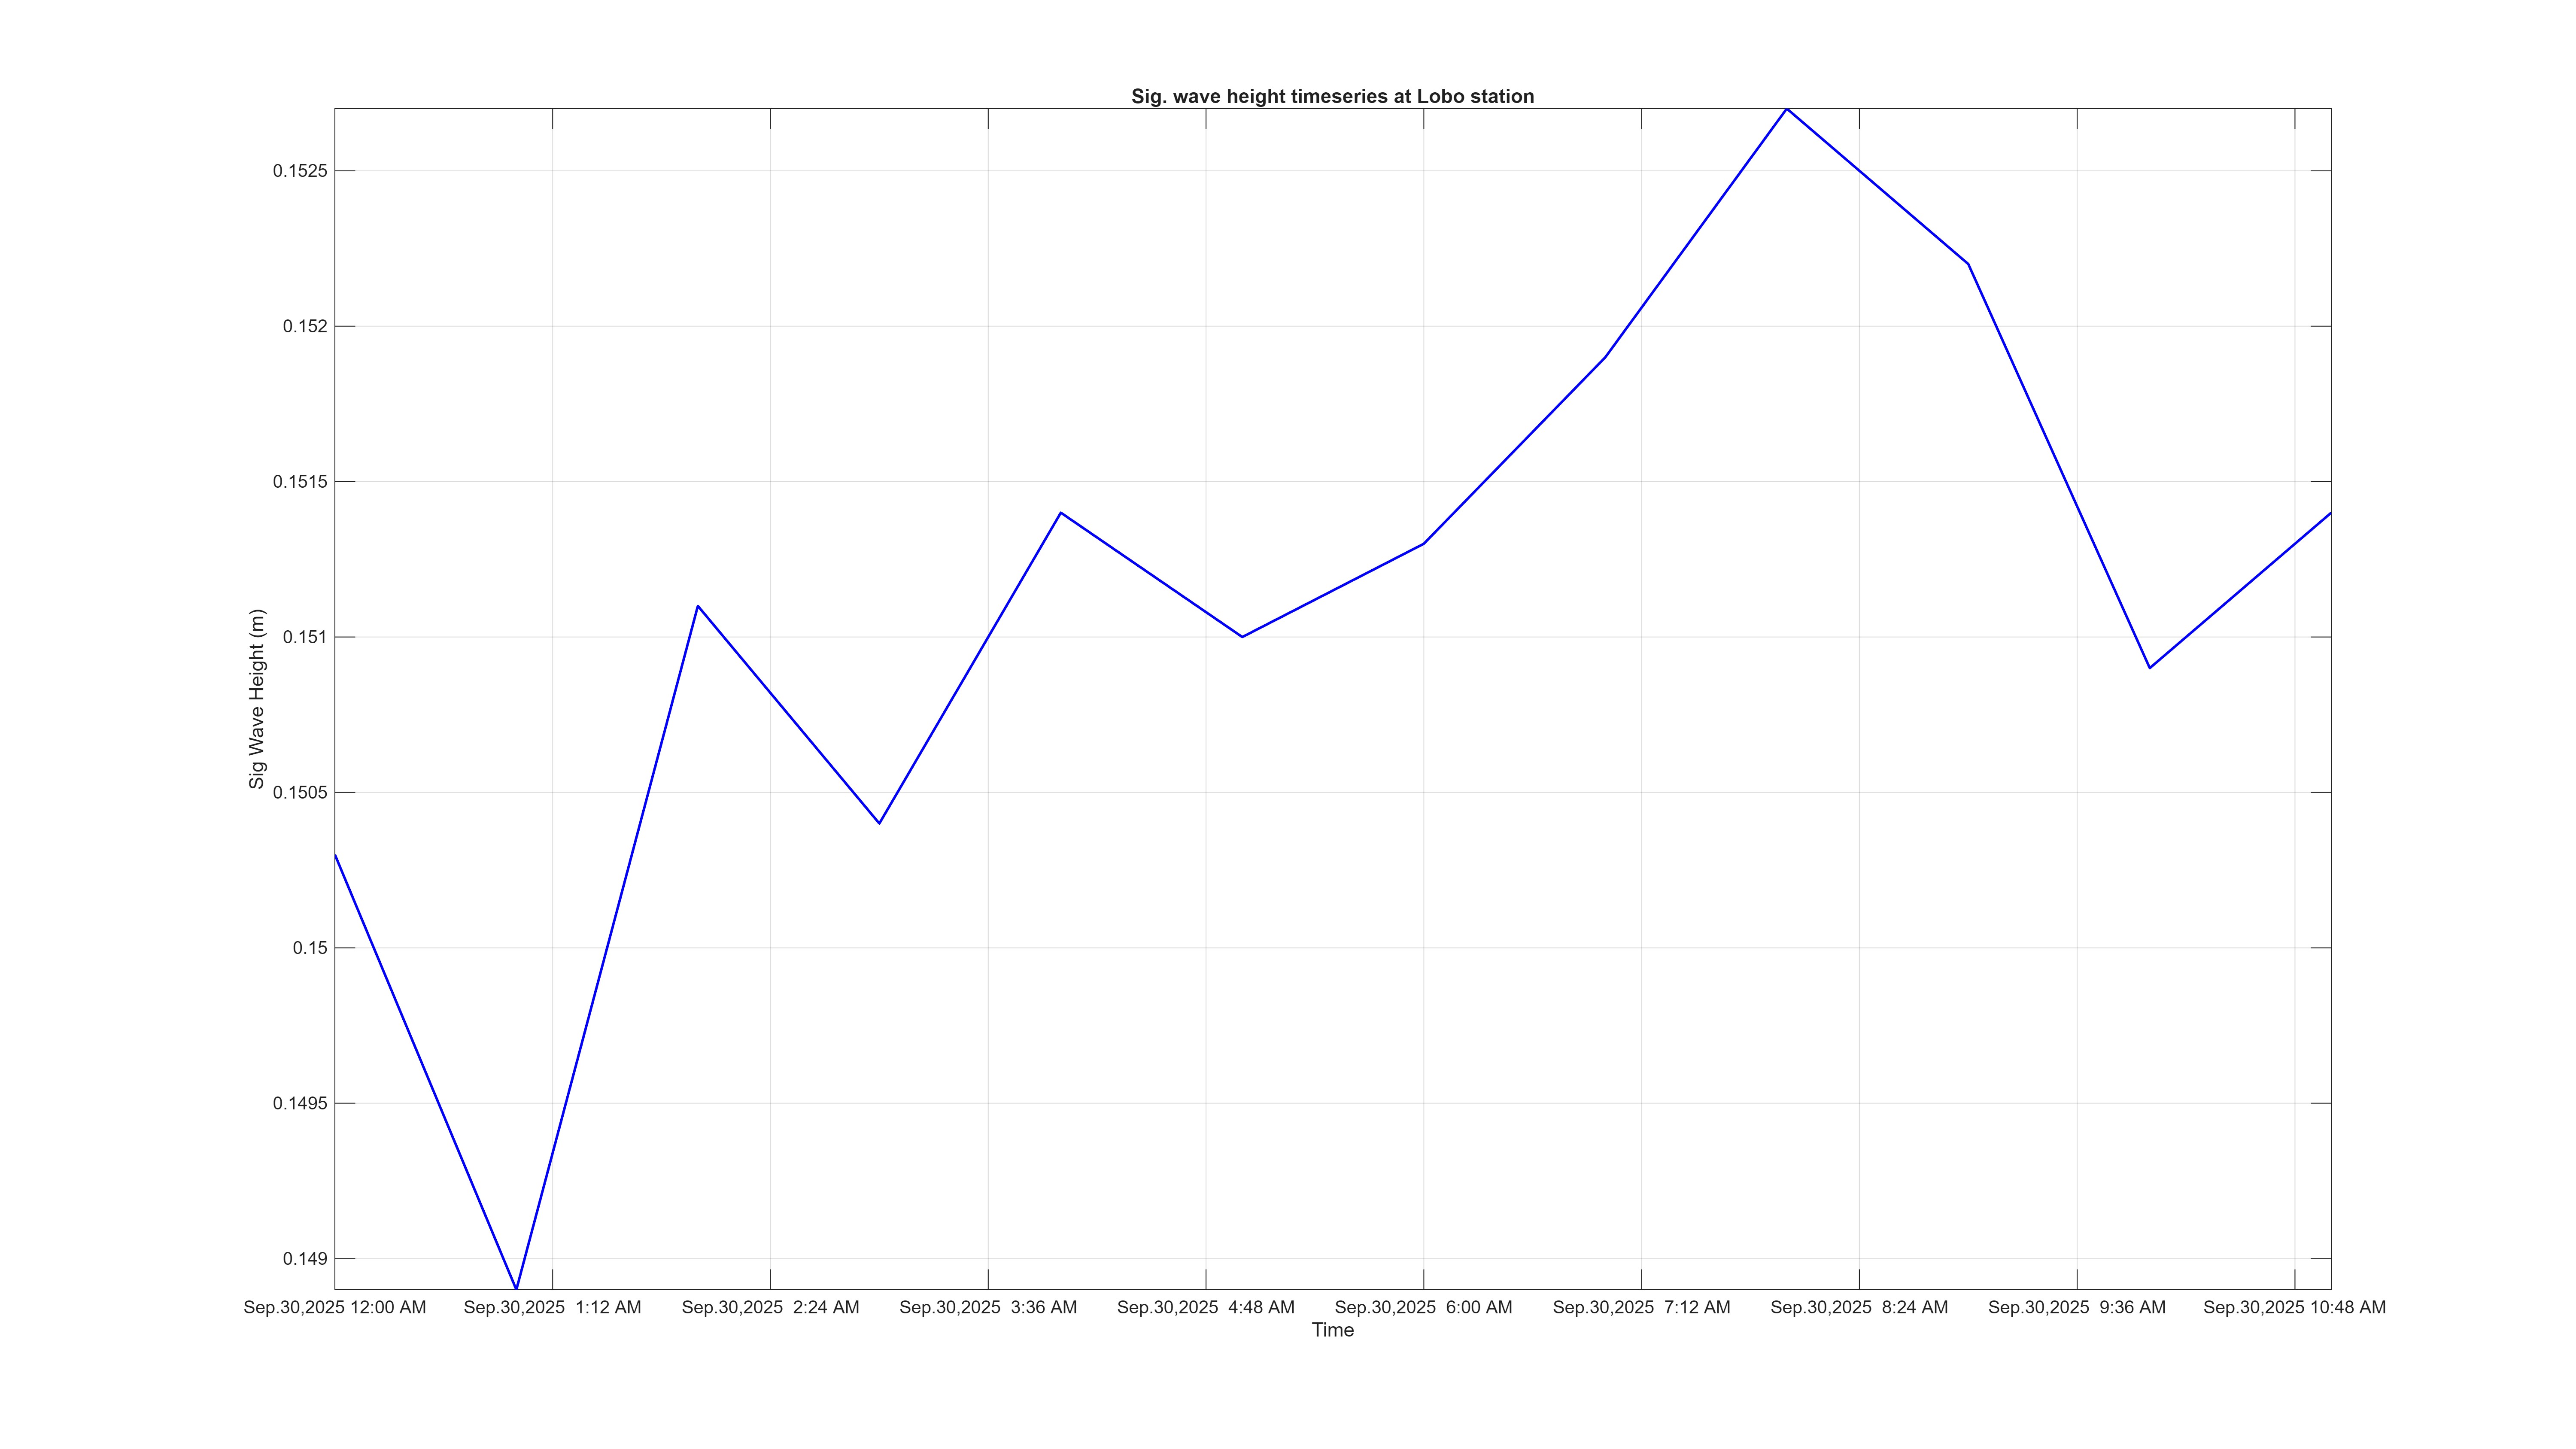 Sig. wave height timeseries at Lobo station
0.1525
0.152
0.1515
0.151
0.1505
0.15
0.1495
0.149
Sig Wave Height (m)
Sep.30,2025 12:00 AM
Sep.30,2025  1:12 AM
Sep.30,2025  2:24 AM
Sep.30,2025  3:36 AM
Sep.30,2025  4:48 AM
Sep.30,2025  6:00 AM
Sep.30,2025  7:12 AM
Sep.30,2025  8:24 AM
Sep.30,2025  9:36 AM
Sep.30,2025 10:48 AM
Time